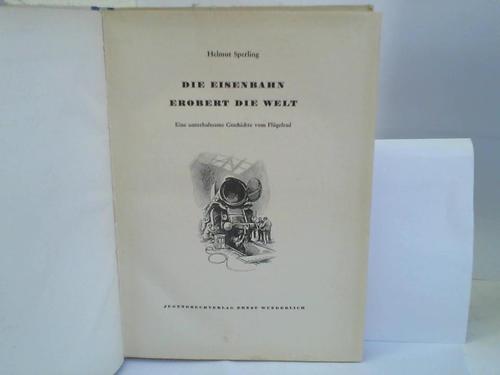 Helmut Sperling
DIE EISENBAHN
EROBERT DIE WELT
Eine unterhaltsame Geschichte vom Flügelrad
JUGENDBUCHVERLAG ERNST WUNDERLICH